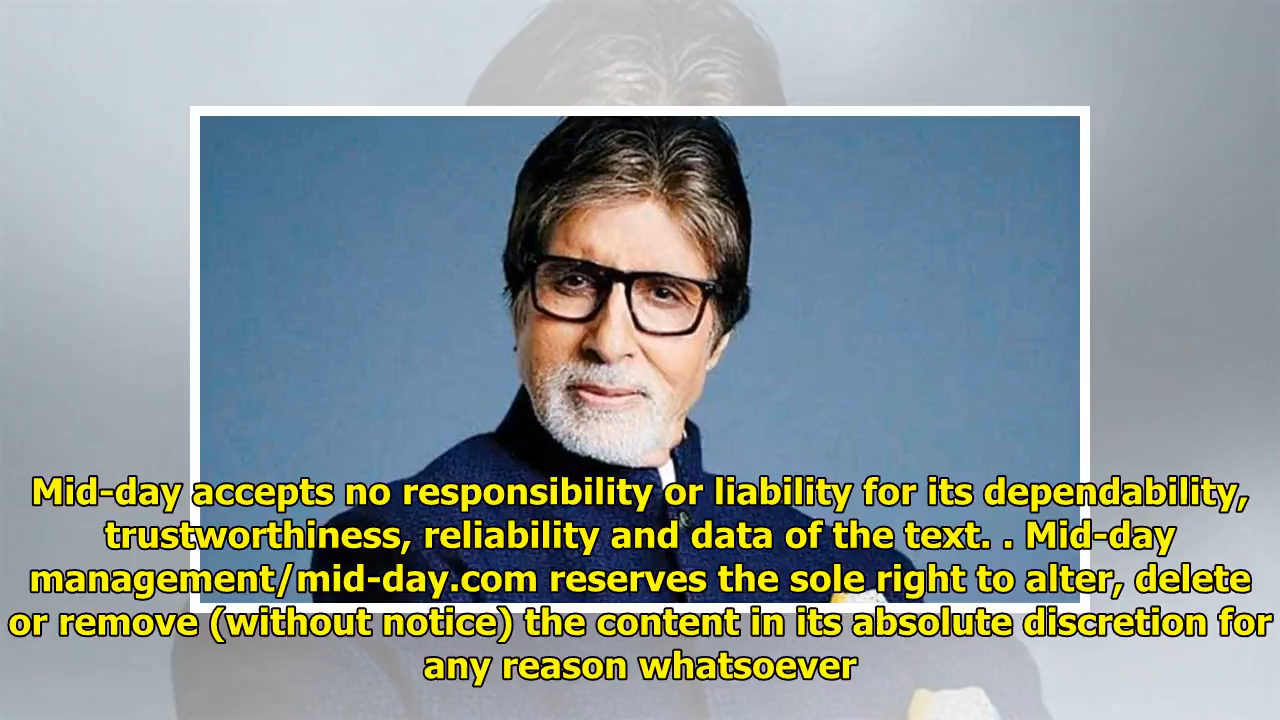 Mid-day accepts no responsibility or liability for its dependability,
trustworthiness, reliability and data of the text. . Mid-day
management/mid-day.com reserves the sole right to alter, delete
or remove (without notice) the content in its absolute discretion for
any reason whatsoever